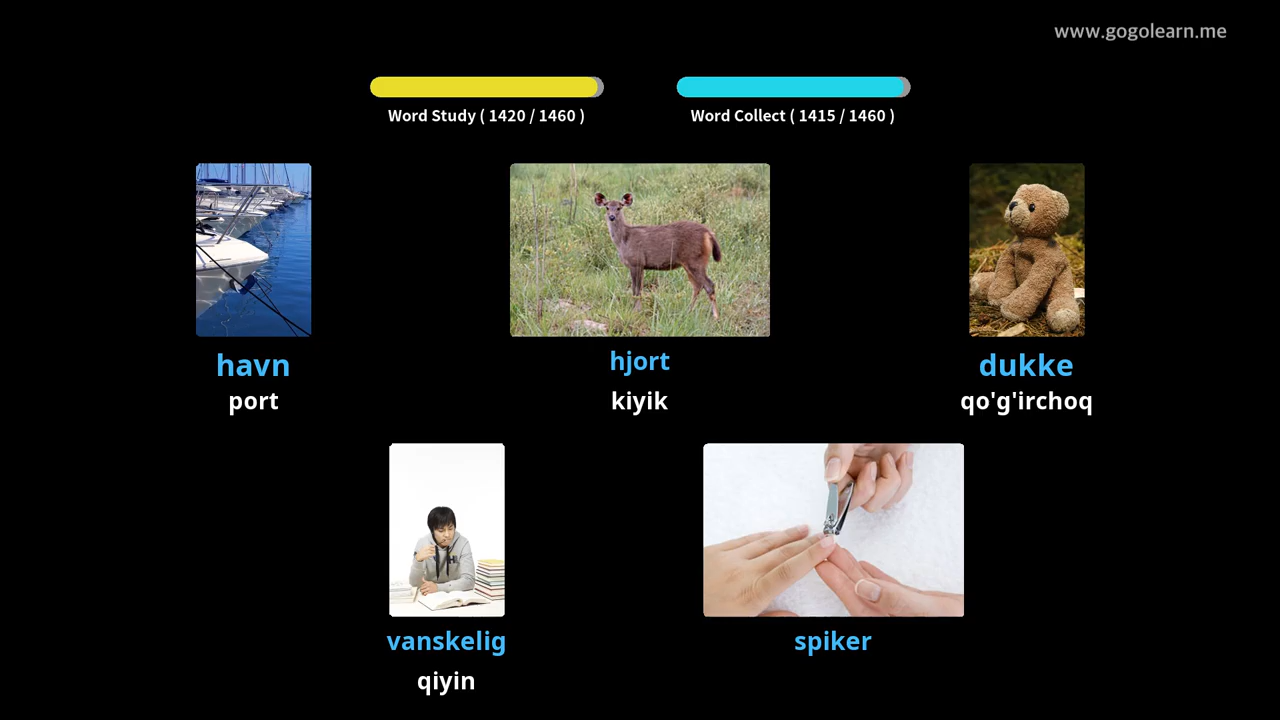 www.gogolearn.me
Word Study ( 1420 / 1460 )
Word Collect ( 1415 / 1460 )
havn
port
hjort
kiyik
dukke
qo'g'irchoq
vanskelig
qiyin
spiker